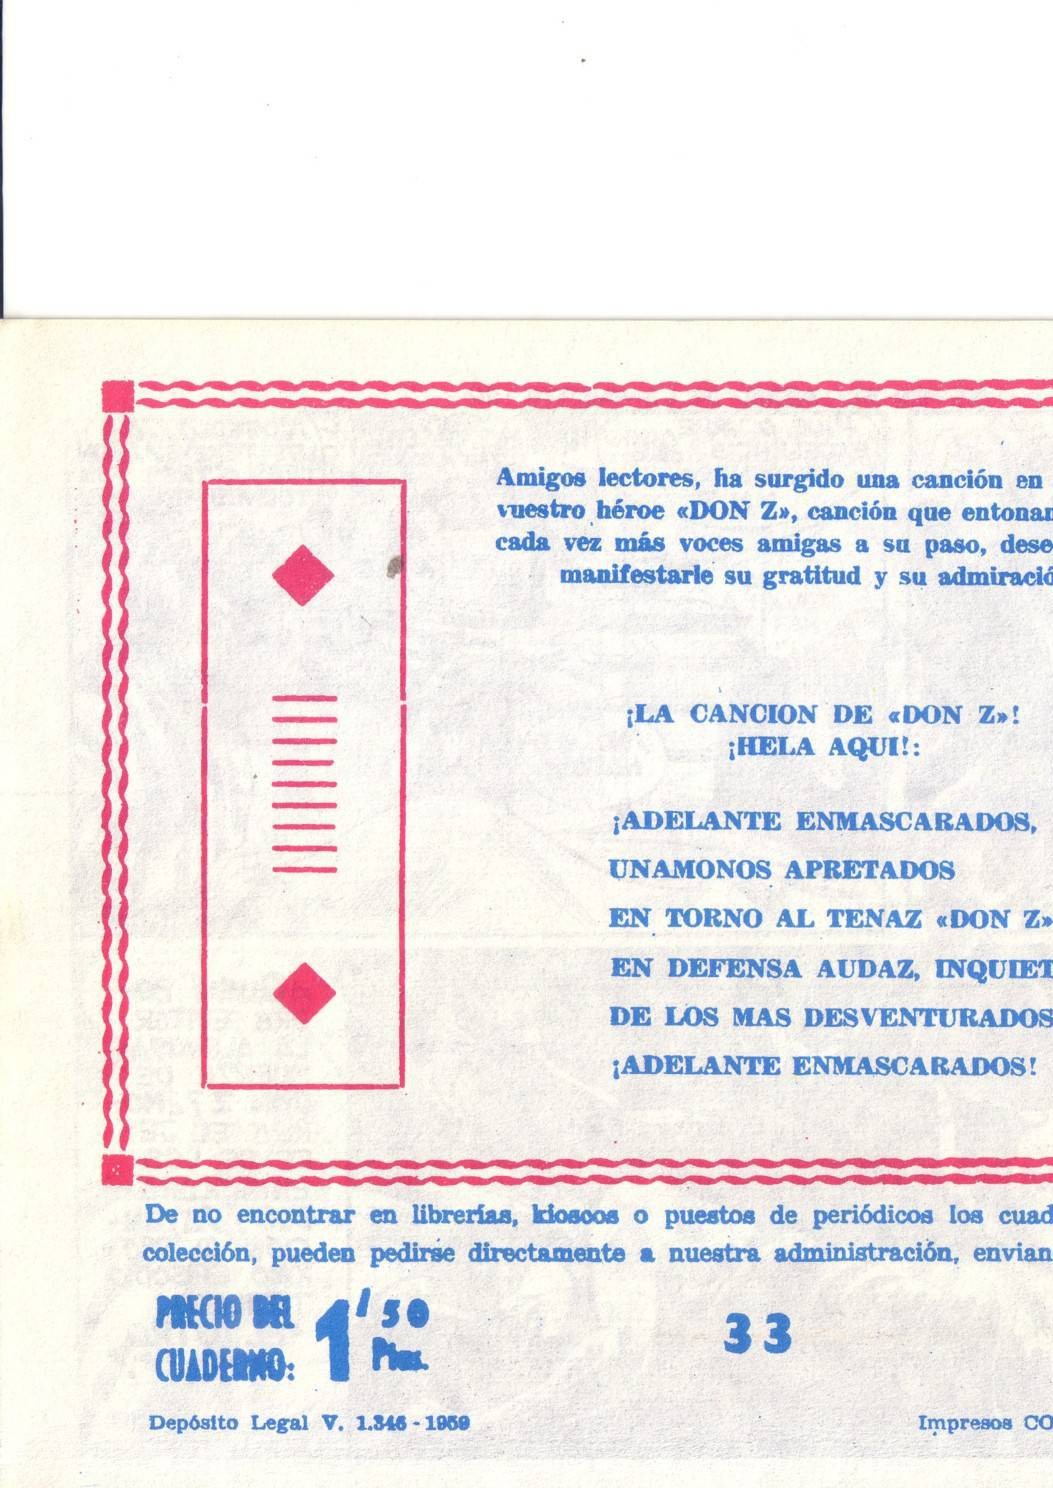 Amigos lectores, ha surgido una canción en
vuestro héroe «DON Z», canción que entonan
cada vez más voces amigas a su paso, dese
manifestarle su gratitud y su admiració
¡LA CANCION DE «DON Z»!
¡HELA AQUI!:
¡ADELANTE ENMASCARADOS,
UNAMONOS APRETADOS
EN TORNO AL TENAZ «DON Z»
EN DEFENSA AUDAZ, INQUIET
DE LOS MAS DESVENTURADOS
¡ADELANTE ENMASCARADOS!
De no encontrar en librerías, kioscos o puestos de periódicos los cuad
colección, pueden pedirse directamente a nuestra administración, envian
PRECIO DEL CUADERNO: 1'50 Ptas.
33
Depósito Legal V. 1.346 - 1959
Impresos CO